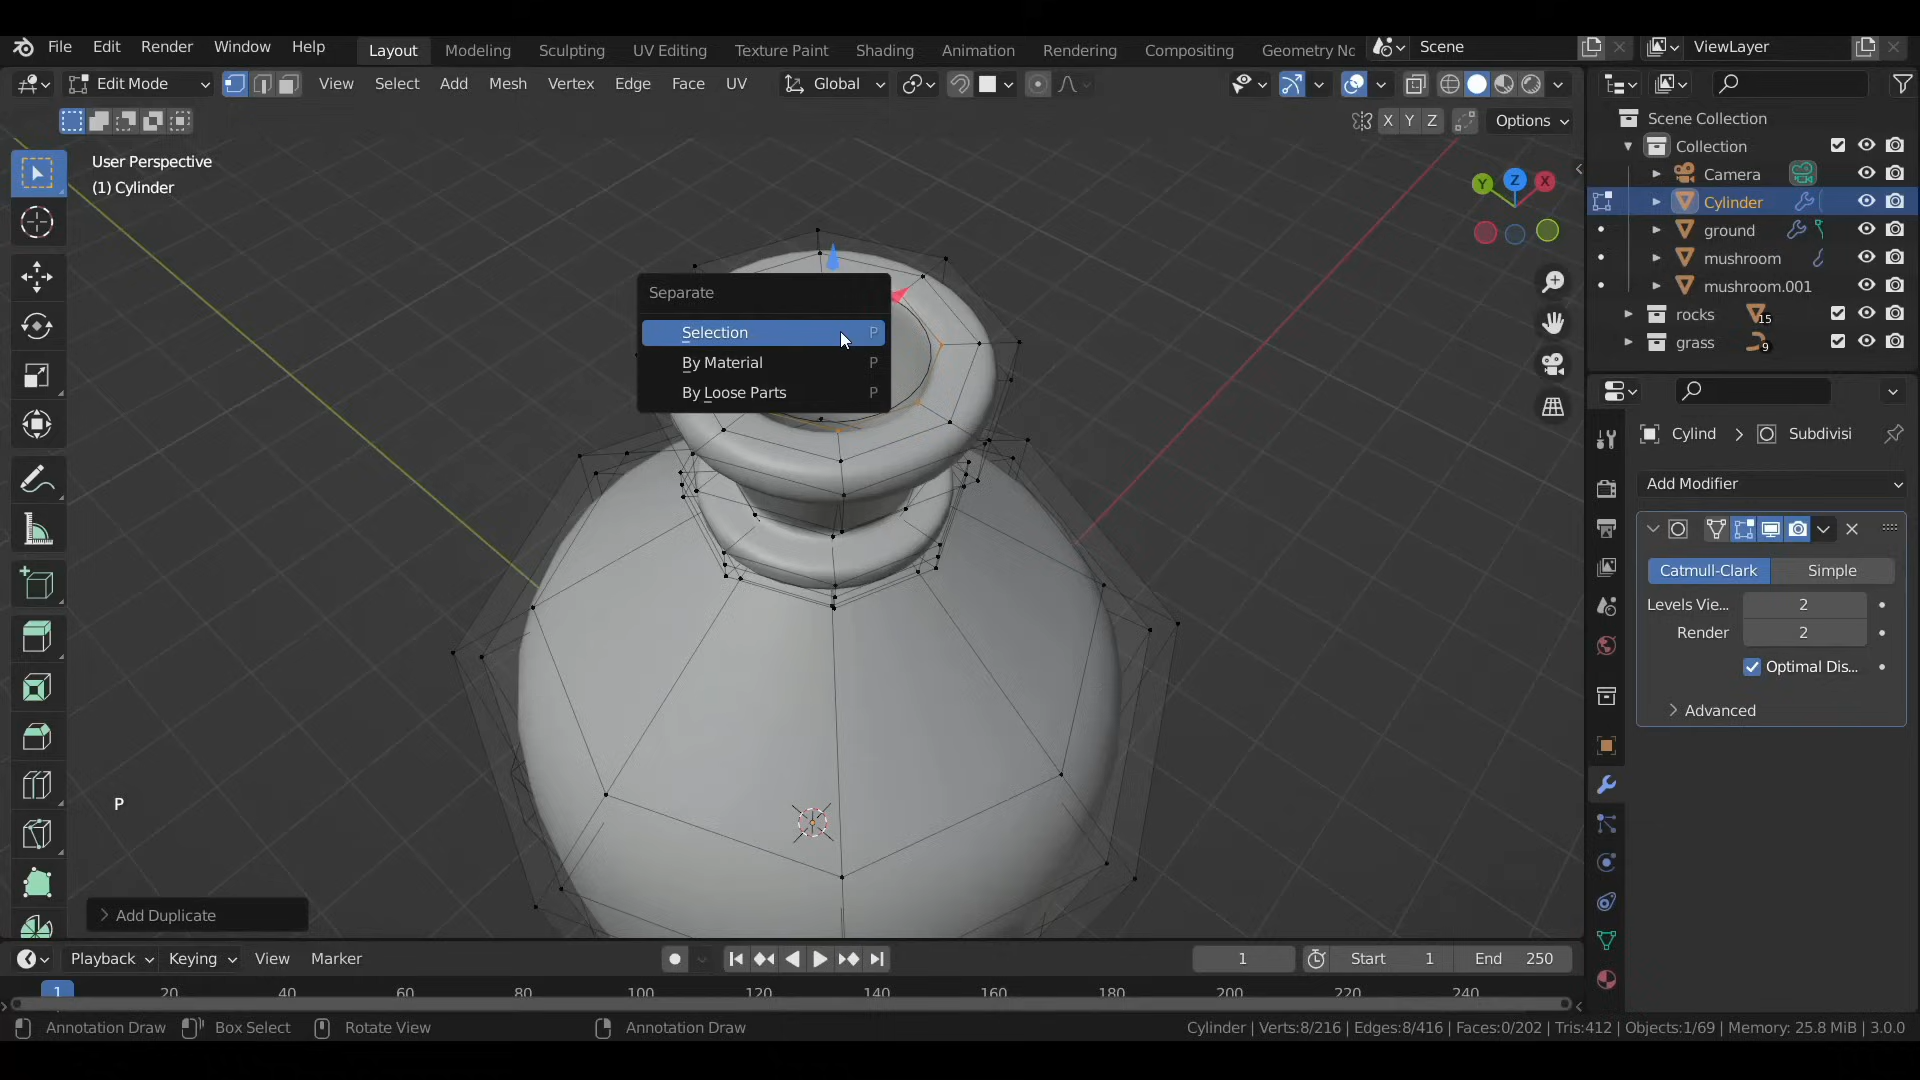 File Edit Render Window Help Layout Modeling Sculpting UV Editing Texture Paint Shading Animation Rendering Compositing Geometry Nc Scene ViewLayer
Edit Mode View Select Add Mesh Vertex Edge Face UV Global
X Y Z Options
User Perspective
(1) Cylinder
Separate
Selection P
By Material P
By Loose Parts P
P
Add Duplicate
Y Z X
Scene Collection
Collection
Camera
Cylinder
ground
mushroom
mushroom.001
rocks 15
grass 9
Cylind > Subdivisi
Add Modifier
Catmull-Clark Simple
Levels Vie... 2
Render 2
Optimal Dis...
Advanced
Playback Keying View Marker 1 Start 1 End 250
1 20 40 60 80 100 120 140 160 180 200 220 240
Annotation Draw Box Select Rotate View Annotation Draw Cylinder | Verts:8/216 | Edges:8/416 | Faces:0/202 | Tris:412 | Objects:1/69 | Memory: 25.8 MiB | 3.0.0